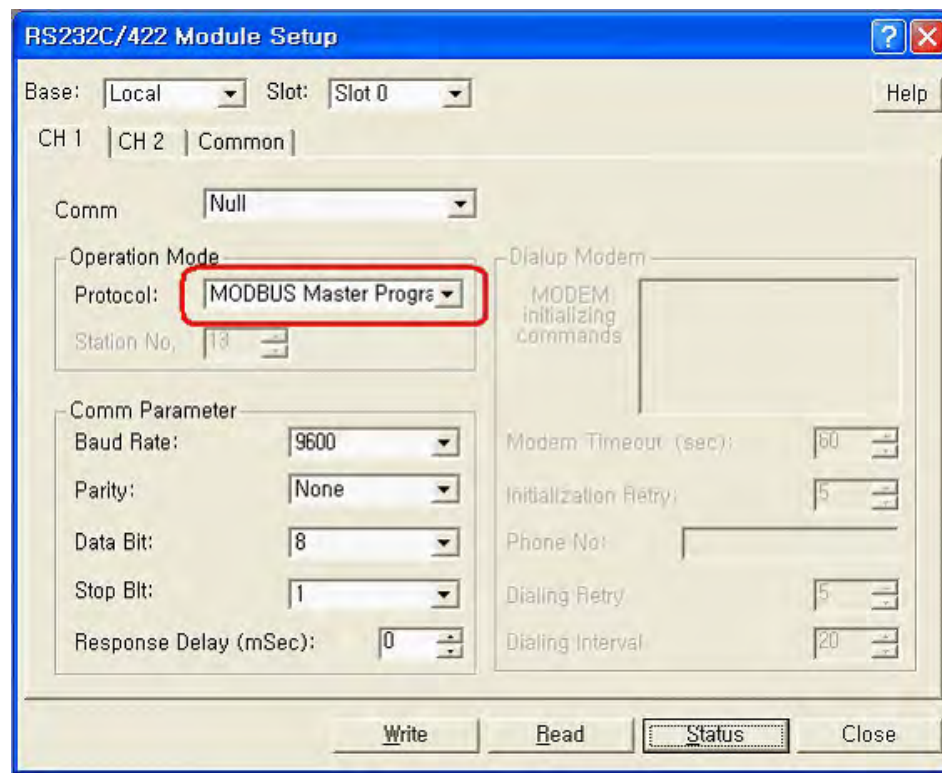 RS232C/422 Module Setup
Base: Local Slot: Slot 0 Help
CH 1 CH 2 Common
Comm Null
Operation Mode
Protocol: MODBUS Master Progra
Station No, 13
Comm Parameter
Baud Rate: 9600
Parity: None
Data Bit: 8
Stop Blt: 1
Response Delay (mSec): 0
Dialup Modem
MODEM
initializing
commands
Modem Timeout (sec): 60
Initialization Retry: 5
Phone No:
Dialing Retry 5
Dialing Interval 20
Write Read Status Close